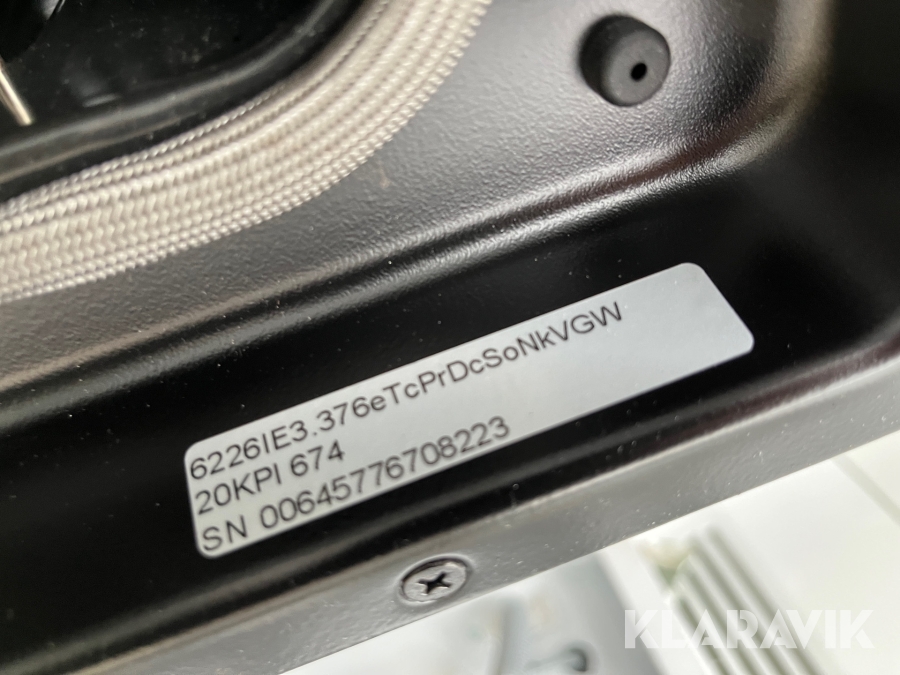 6226IE3.376eTcPrDcSoNkVGW
20KPI 674
SN 00645776708223
KLARAVIK